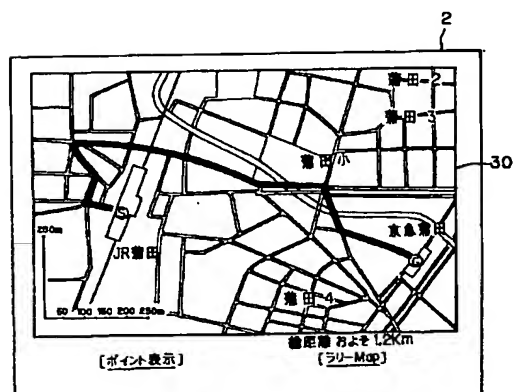 2
30
蒲田-2
蒲田-3
蒲田小
京急蒲田
S
G
250m
JR蒲田
蒲田-4
50 100 150 200 250m
総距離 およそ 1.2Km
[ポイント表示]
[ラリーMap]